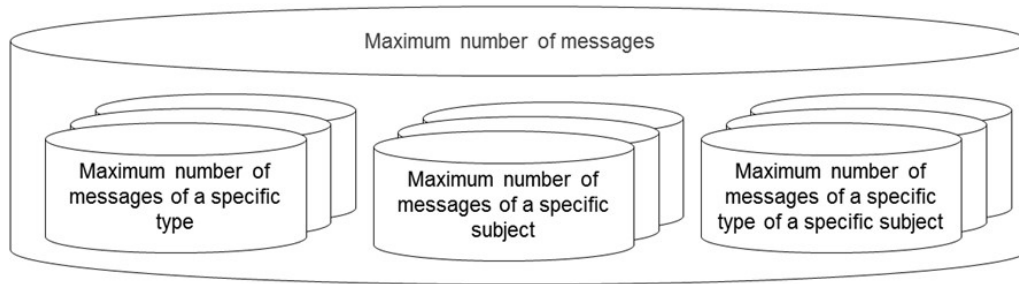 Maximum number of messages
Maximum number of
messages of a specific
type
Maximum number of
messages of a specific
subject
Maximum number of
messages of a specific
type of a specific subject